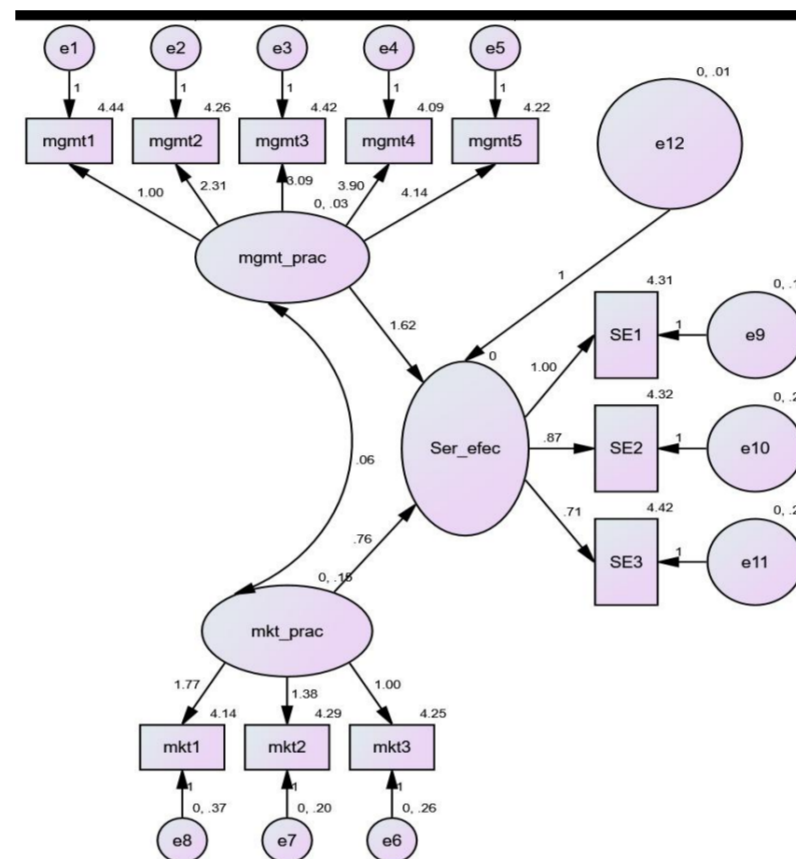 e1 e2 e3 e4 e5
0, .01
1 1 1 1 1
4.44 4.26 4.42 4.09 4.22
mgmt1 mgmt2 mgmt3 mgmt4 mgmt5
e12
1.00 2.31 3.09 3.90 4.14
0, .03
mgmt_prac
1
4.31
1.62
SE1 1 e9
0
1.00
4.32
Ser_efec .87 SE2 1 e10
.06
4.42
.71
.76
SE3 1 e11
0, .15
mkt_prac
1.77 1.38 1.00
4.14 4.29 4.25
mkt1 mkt2 mkt3
1 1 1
0, .37 0, .20 0, .26
e8 e7 e6